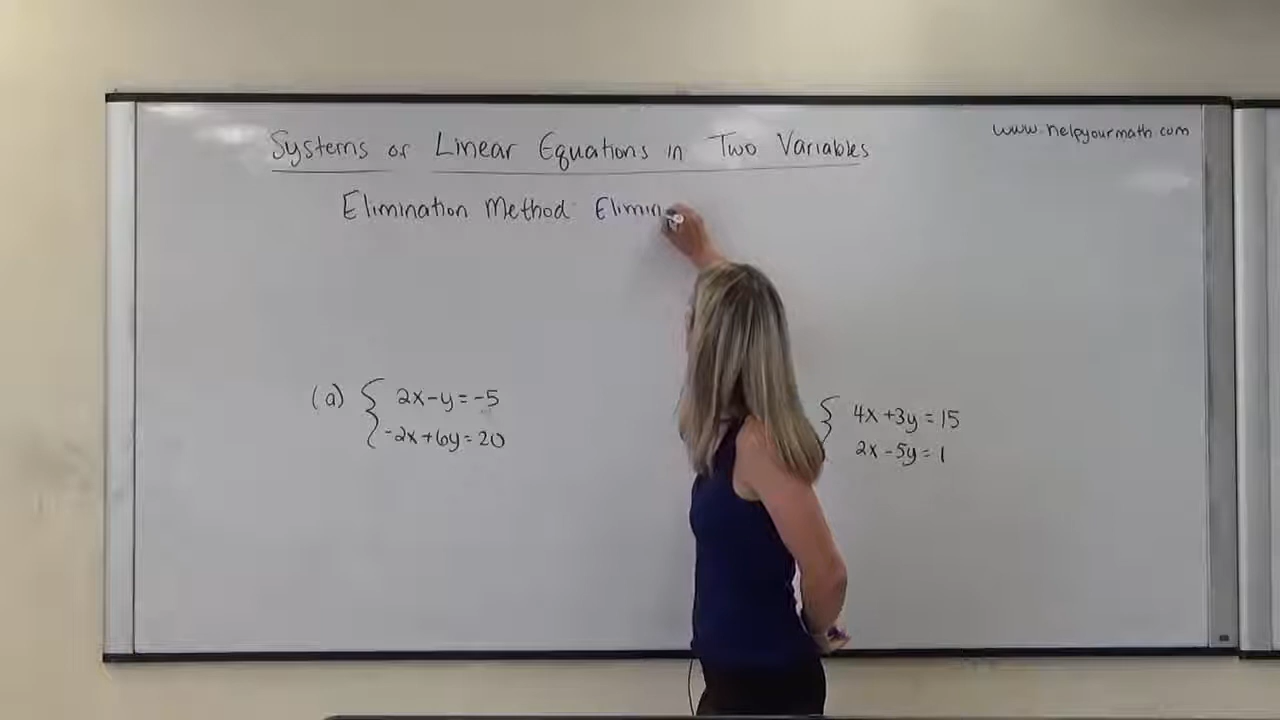 Systems of Linear Equations in Two Variables
www.helpyourmath.com
Elimination Method: Elimin
(a) { 2x-y=-5
-2x+6y=20
{ 4x+3y=15
2x-5y=1